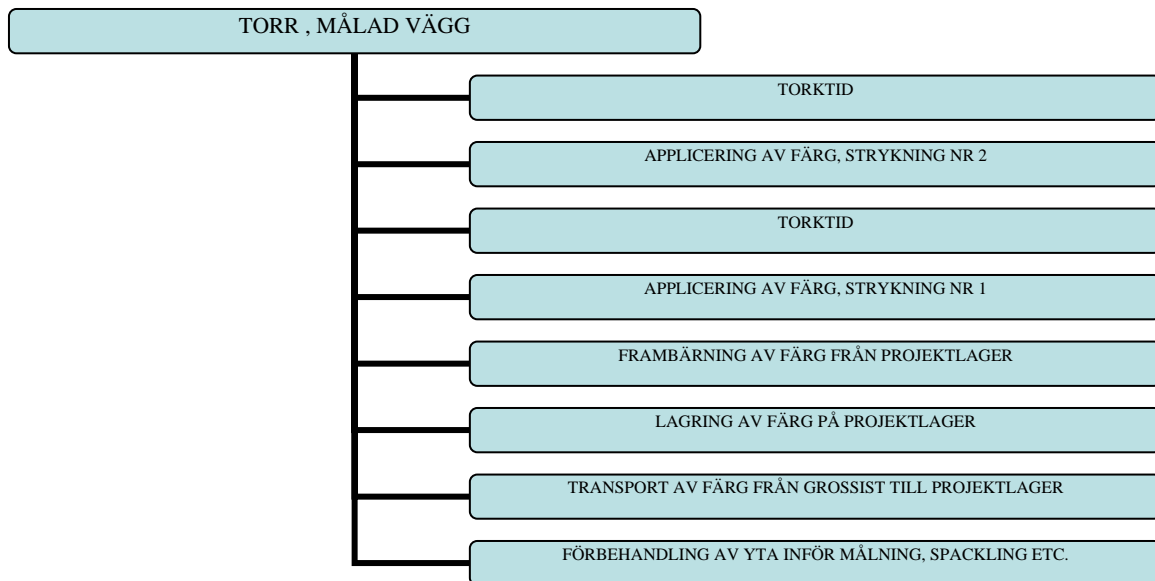 TORR , MÅLAD VÄGG
TORKTID
APPLICERING AV FÄRG, STRYKNING NR 2
TORKTID
APPLICERING AV FÄRG, STRYKNING NR 1
FRAMBÄRNING AV FÄRG FRÅN PROJEKTLAGER
LAGRING AV FÄRG PÅ PROJEKTLAGER
TRANSPORT AV FÄRG FRÅN GROSSIST TILL PROJEKTLAGER
FÖRBEHANDLING AV YTA INFÖR MÅLNING, SPACKLING ETC.